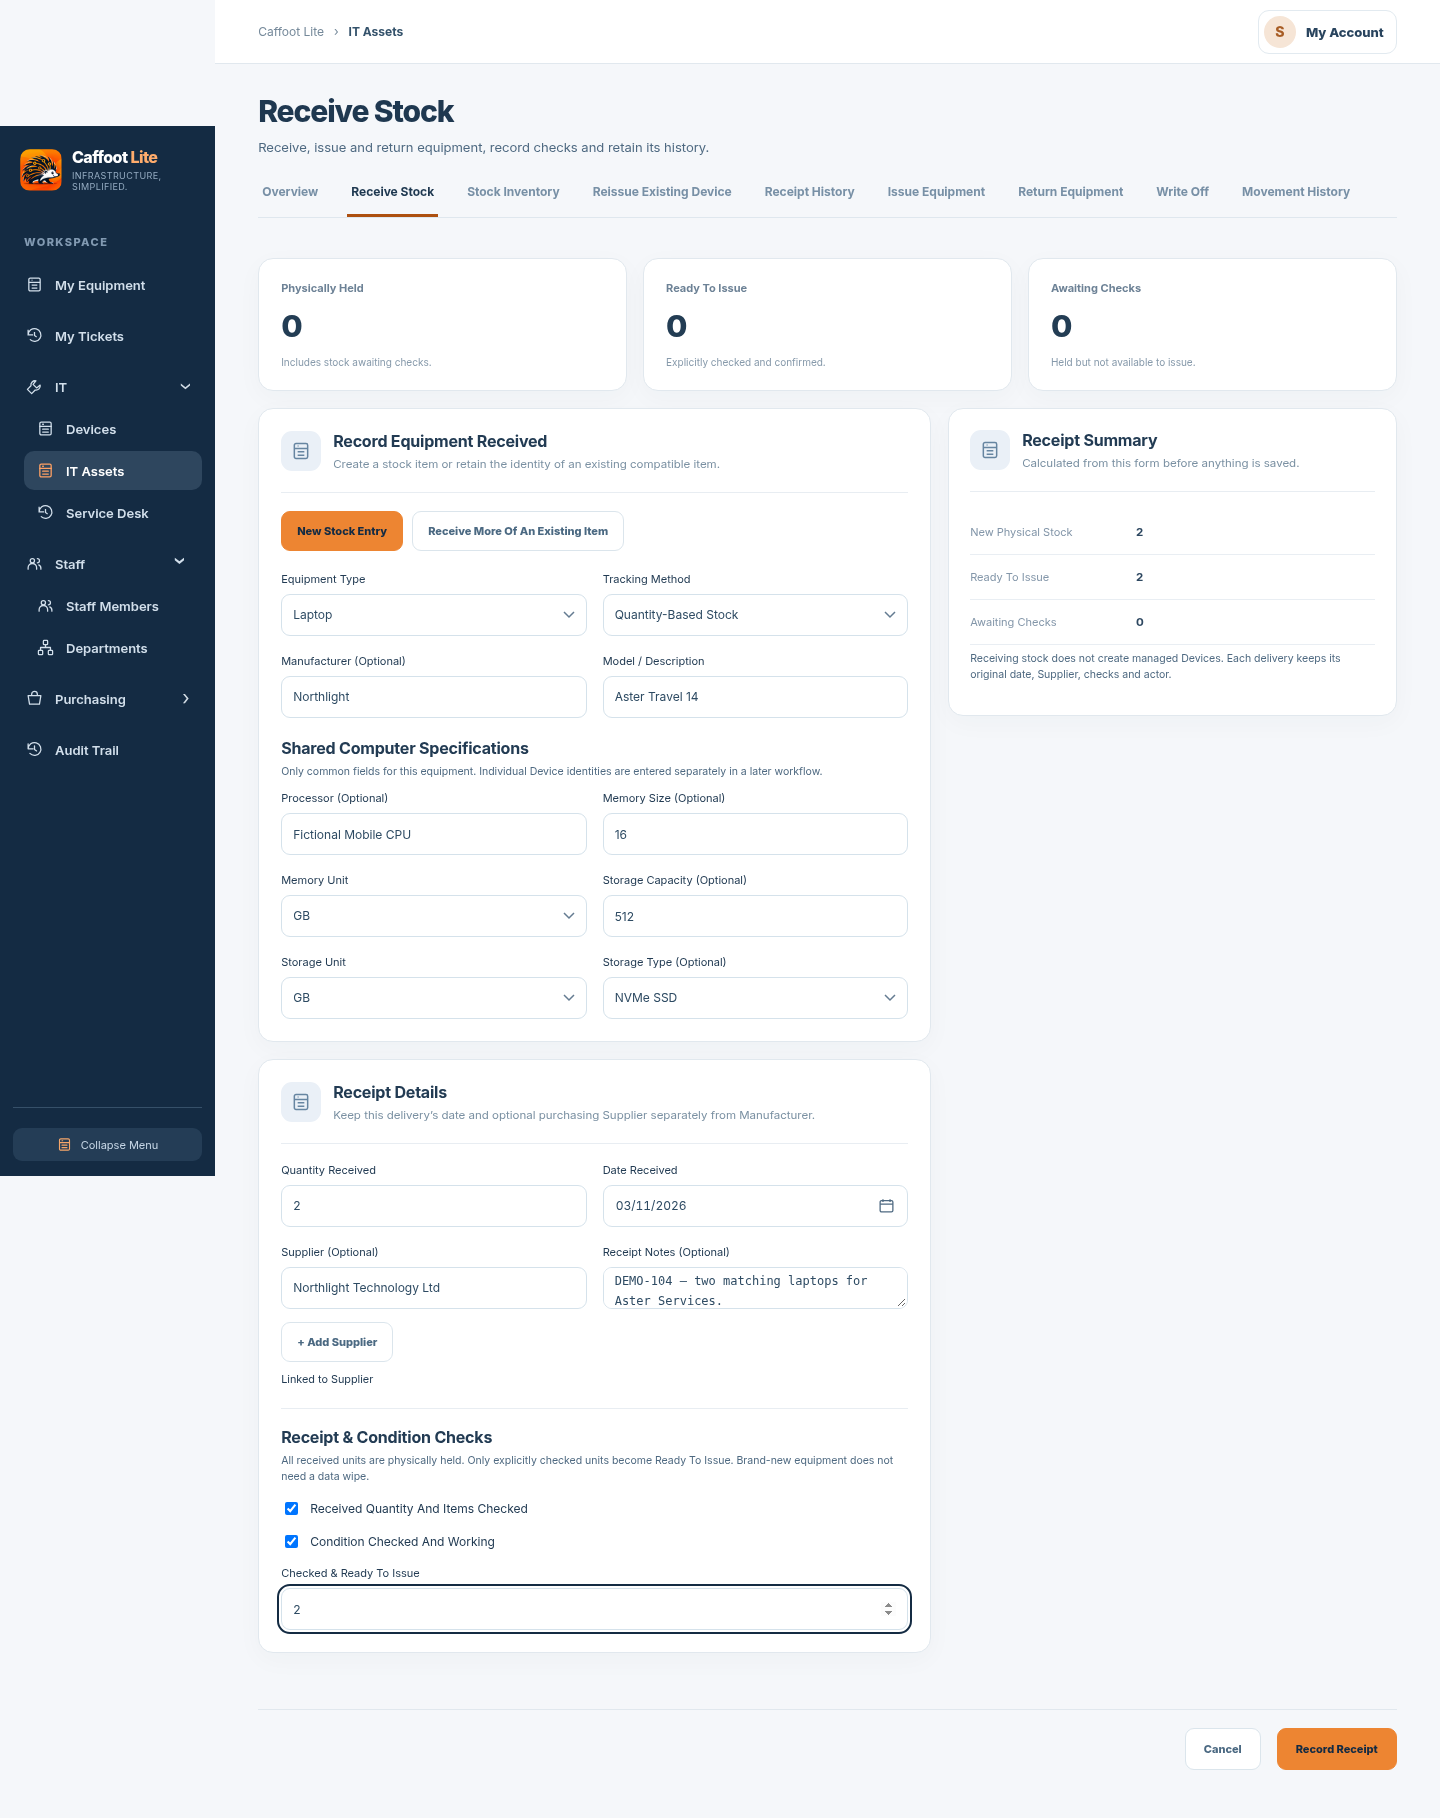 Caffoot Lite › IT Assets
S My Account
Caffoot Lite
INFRASTRUCTURE,
SIMPLIFIED.
WORKSPACE
My Equipment
My Tickets
IT
Devices
IT Assets
Service Desk
Staff
Staff Members
Departments
Purchasing
Audit Trail
Collapse Menu
Receive Stock
Receive, issue and return equipment, record checks and retain its history.
Overview Receive Stock Stock Inventory Reissue Existing Device Receipt History Issue Equipment Return Equipment Write Off Movement History
Physically Held
0
Includes stock awaiting checks.
Ready To Issue
0
Explicitly checked and confirmed.
Awaiting Checks
0
Held but not available to issue.
Record Equipment Received
Create a stock item or retain the identity of an existing compatible item.
New Stock Entry Receive More Of An Existing Item
Equipment Type Tracking Method
Laptop Quantity-Based Stock
Manufacturer (Optional) Model / Description
Northlight Aster Travel 14
Shared Computer Specifications
Only common fields for this equipment. Individual Device identities are entered separately in a later workflow.
Processor (Optional) Memory Size (Optional)
Fictional Mobile CPU 16
Memory Unit Storage Capacity (Optional)
GB 512
Storage Unit Storage Type (Optional)
GB NVMe SSD
Receipt Summary
Calculated from this form before anything is saved.
New Physical Stock 2
Ready To Issue 2
Awaiting Checks 0
Receiving stock does not create managed Devices. Each delivery keeps its
original date, Supplier, checks and actor.
Receipt Details
Keep this delivery's date and optional purchasing Supplier separately from Manufacturer.
Quantity Received Date Received
2 03/11/2026
Supplier (Optional) Receipt Notes (Optional)
Northlight Technology Ltd DEMO-104 — two matching laptops for
Aster Services.
+ Add Supplier
Linked to Supplier
Receipt & Condition Checks
All received units are physically held. Only explicitly checked units become Ready To Issue. Brand-new equipment does not
need a data wipe.
Received Quantity And Items Checked
Condition Checked And Working
Checked & Ready To Issue
2
Cancel Record Receipt